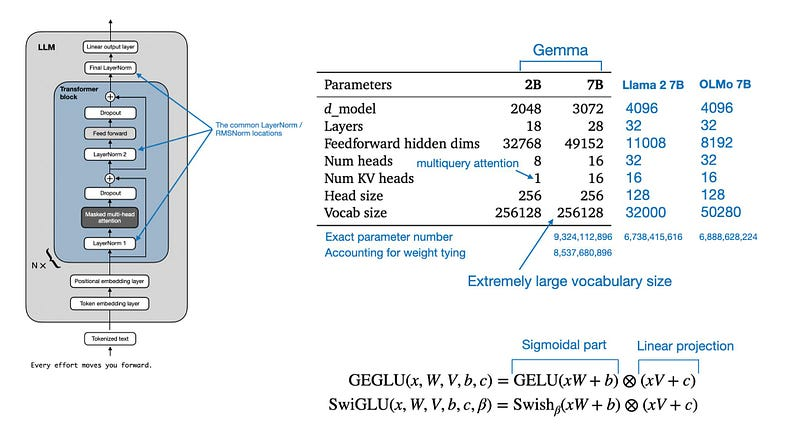 LLM
Linear output layer
Final LayerNorm
Transformer
block
+
Dropout
Feed forward
LayerNorm 2
+
Dropout
Masked multi-head
attention
LayerNorm 1
N ×
Positional embedding layer
Token embedding layer
Tokenized text
Every effort moves you forward.
The common LayerNorm /
RMSNorm locations
Gemma
Parameters 2B 7B Llama 2 7B OLMo 7B
d_model 2048 3072 4096 4096
Layers 18 28 32 32
Feedforward hidden dims 32768 49152 11008 8192
Num heads 8 16 32 32
multiquery attention
Num KV heads 1 16 16 16
Head size 256 256 128 128
Vocab size 256128 256128 32000 50280
Exact parameter number 9,324,112,896 6,738,415,616 6,888,628,224
Accounting for weight tying 8,537,680,896
Extremely large vocabulary size
Sigmoidal part Linear projection
GEGLU(x, W, V, b, c) = GELU(xW + b) ⊗ (xV + c)
SwiGLU(x, W, V, b, c, β) = Swishβ(xW + b) ⊗ (xV + c)